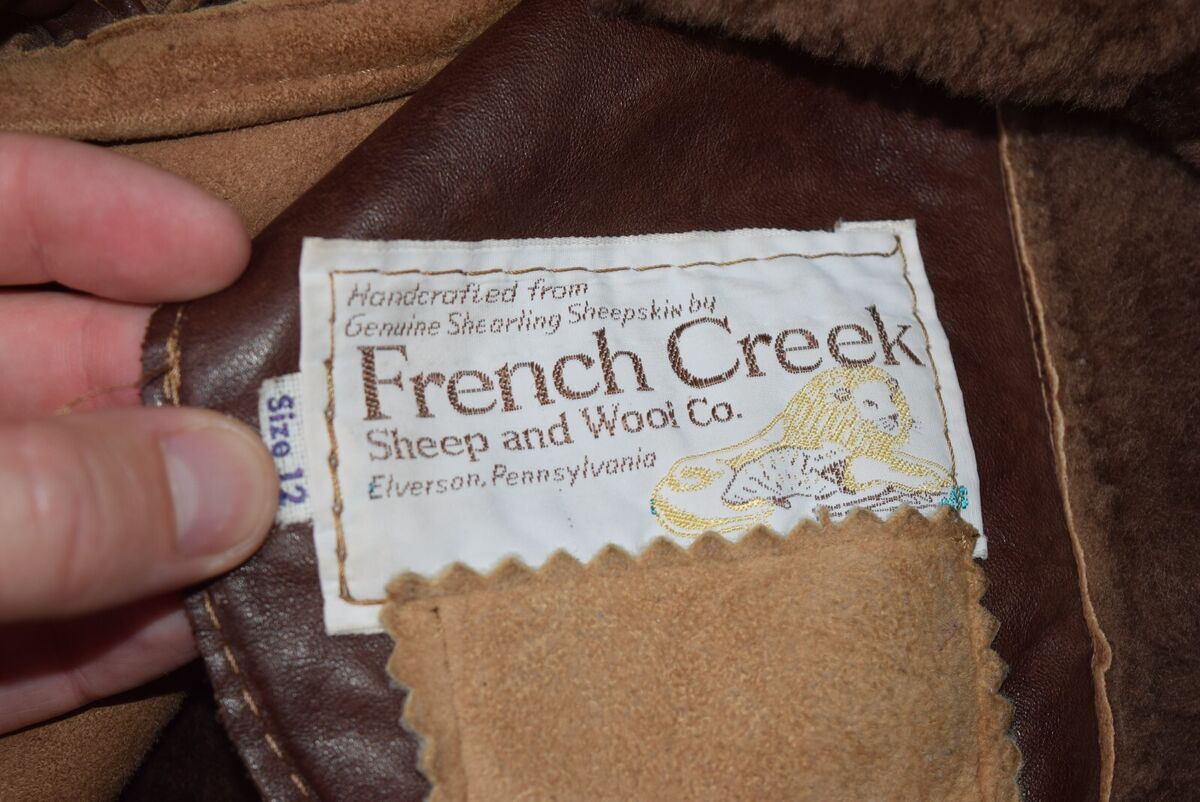 Handcrafted from
Genuine Shearling Sheepskin by
French Creek
Sheep and Wool Co.
Elverson, Pennsylvania
Size 12